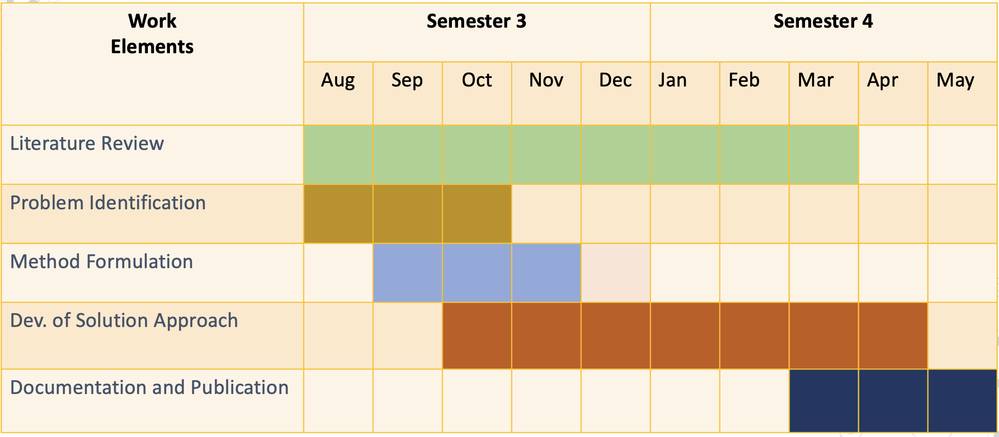 Work
Elements
Semester 3
Semester 4
Aug
Sep
Oct
Nov
Dec
Jan
Feb
Mar
Apr
May
Literature Review
Problem Identification
Method Formulation
Dev. of Solution Approach
Documentation and Publication